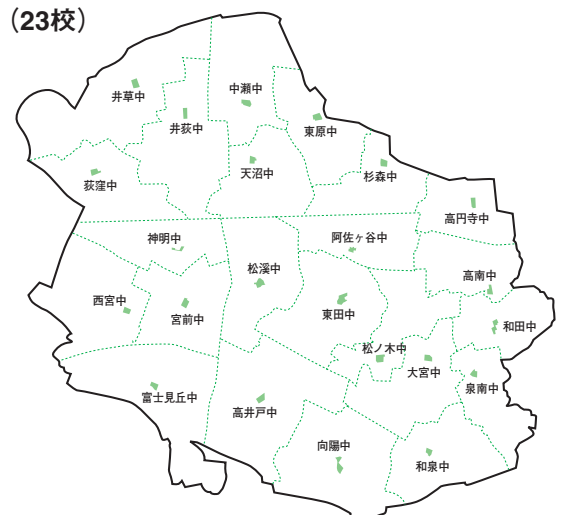 (23校)
井草中
井荻中
中瀬中
東原中
天沼中
杉森中
荻窪中
高円寺中
神明中
阿佐ヶ谷中
松渓中
高南中
西宮中
宮前中
東田中
和田中
松ノ木中
大宮中
泉南中
富士見丘中
高井戸中
向陽中
和泉中